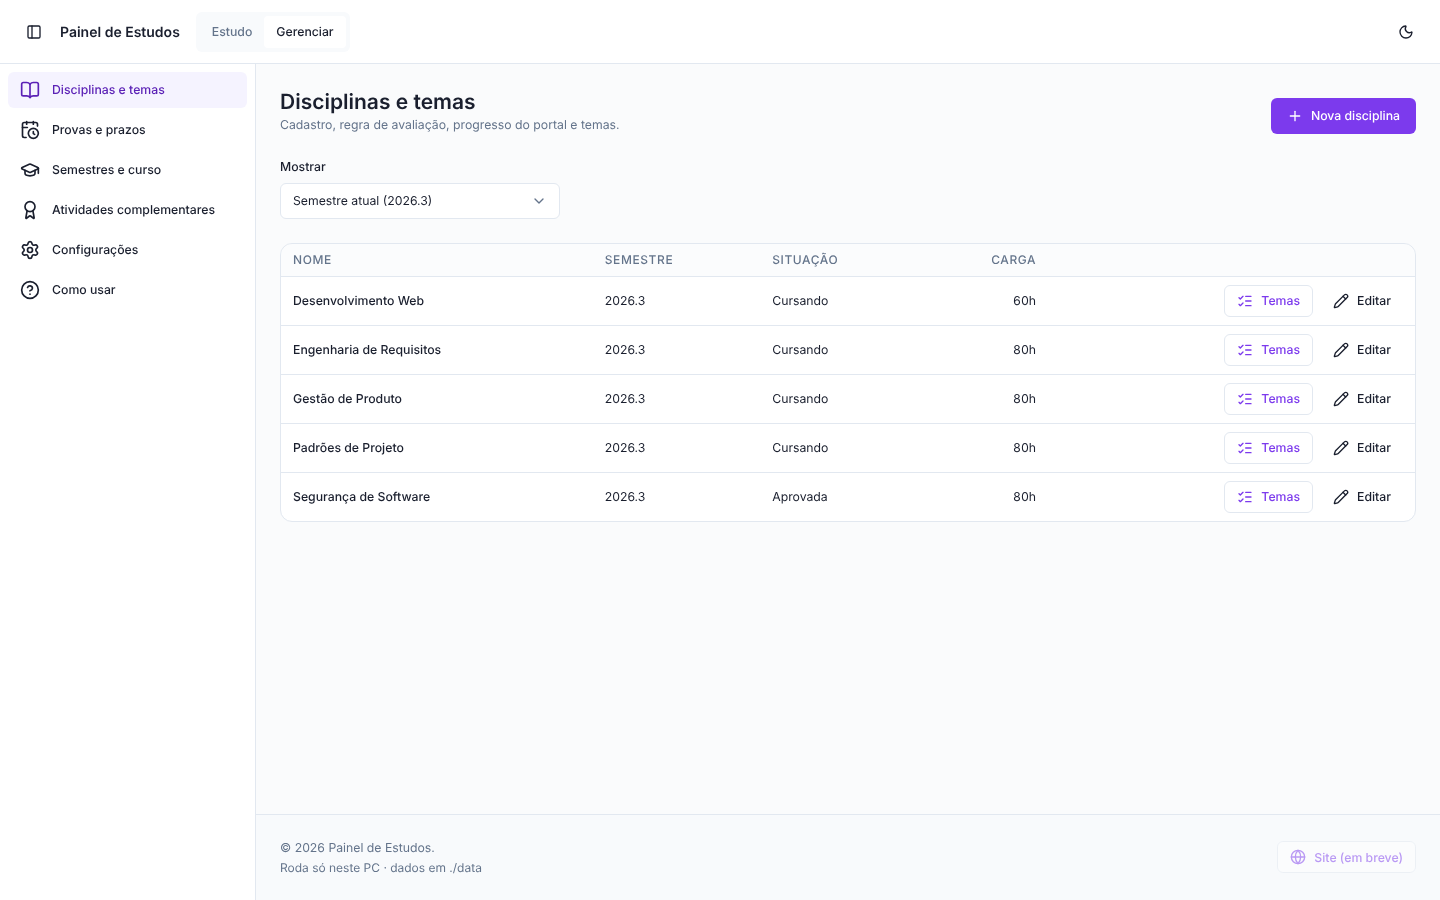 Painel de Estudos
Estudo
Gerenciar
Disciplinas e temas
Provas e prazos
Semestres e curso
Atividades complementares
Configurações
Como usar
Disciplinas e temas
Cadastro, regra de avaliação, progresso do portal e temas.
Nova disciplina
Mostrar
Semestre atual (2026.3)
NOME SEMESTRE SITUAÇÃO CARGA
Desenvolvimento Web 2026.3 Cursando 60h Temas Editar
Engenharia de Requisitos 2026.3 Cursando 80h Temas Editar
Gestão de Produto 2026.3 Cursando 80h Temas Editar
Padrões de Projeto 2026.3 Cursando 80h Temas Editar
Segurança de Software 2026.3 Aprovada 80h Temas Editar
© 2026 Painel de Estudos.
Roda só neste PC · dados em ./data
Site (em breve)